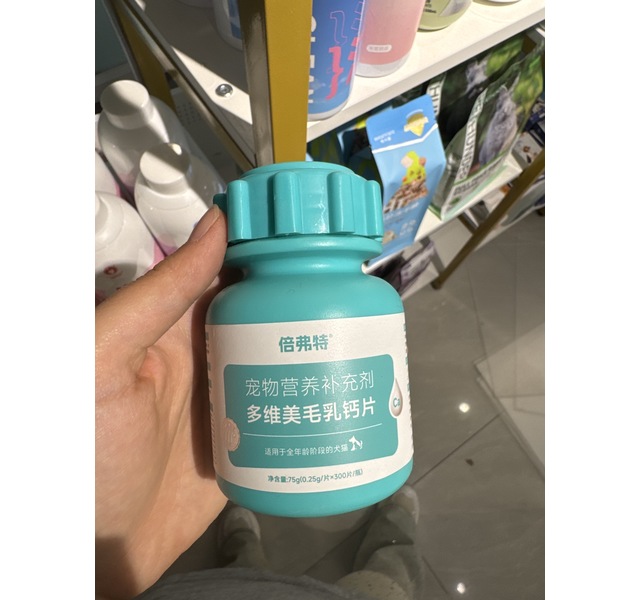 倍弗特®
宠物营养补充剂
多维美毛乳钙片
Ca
适用于全年龄阶段的犬猫
净含量:75g(0.25g/片×300片/瓶)